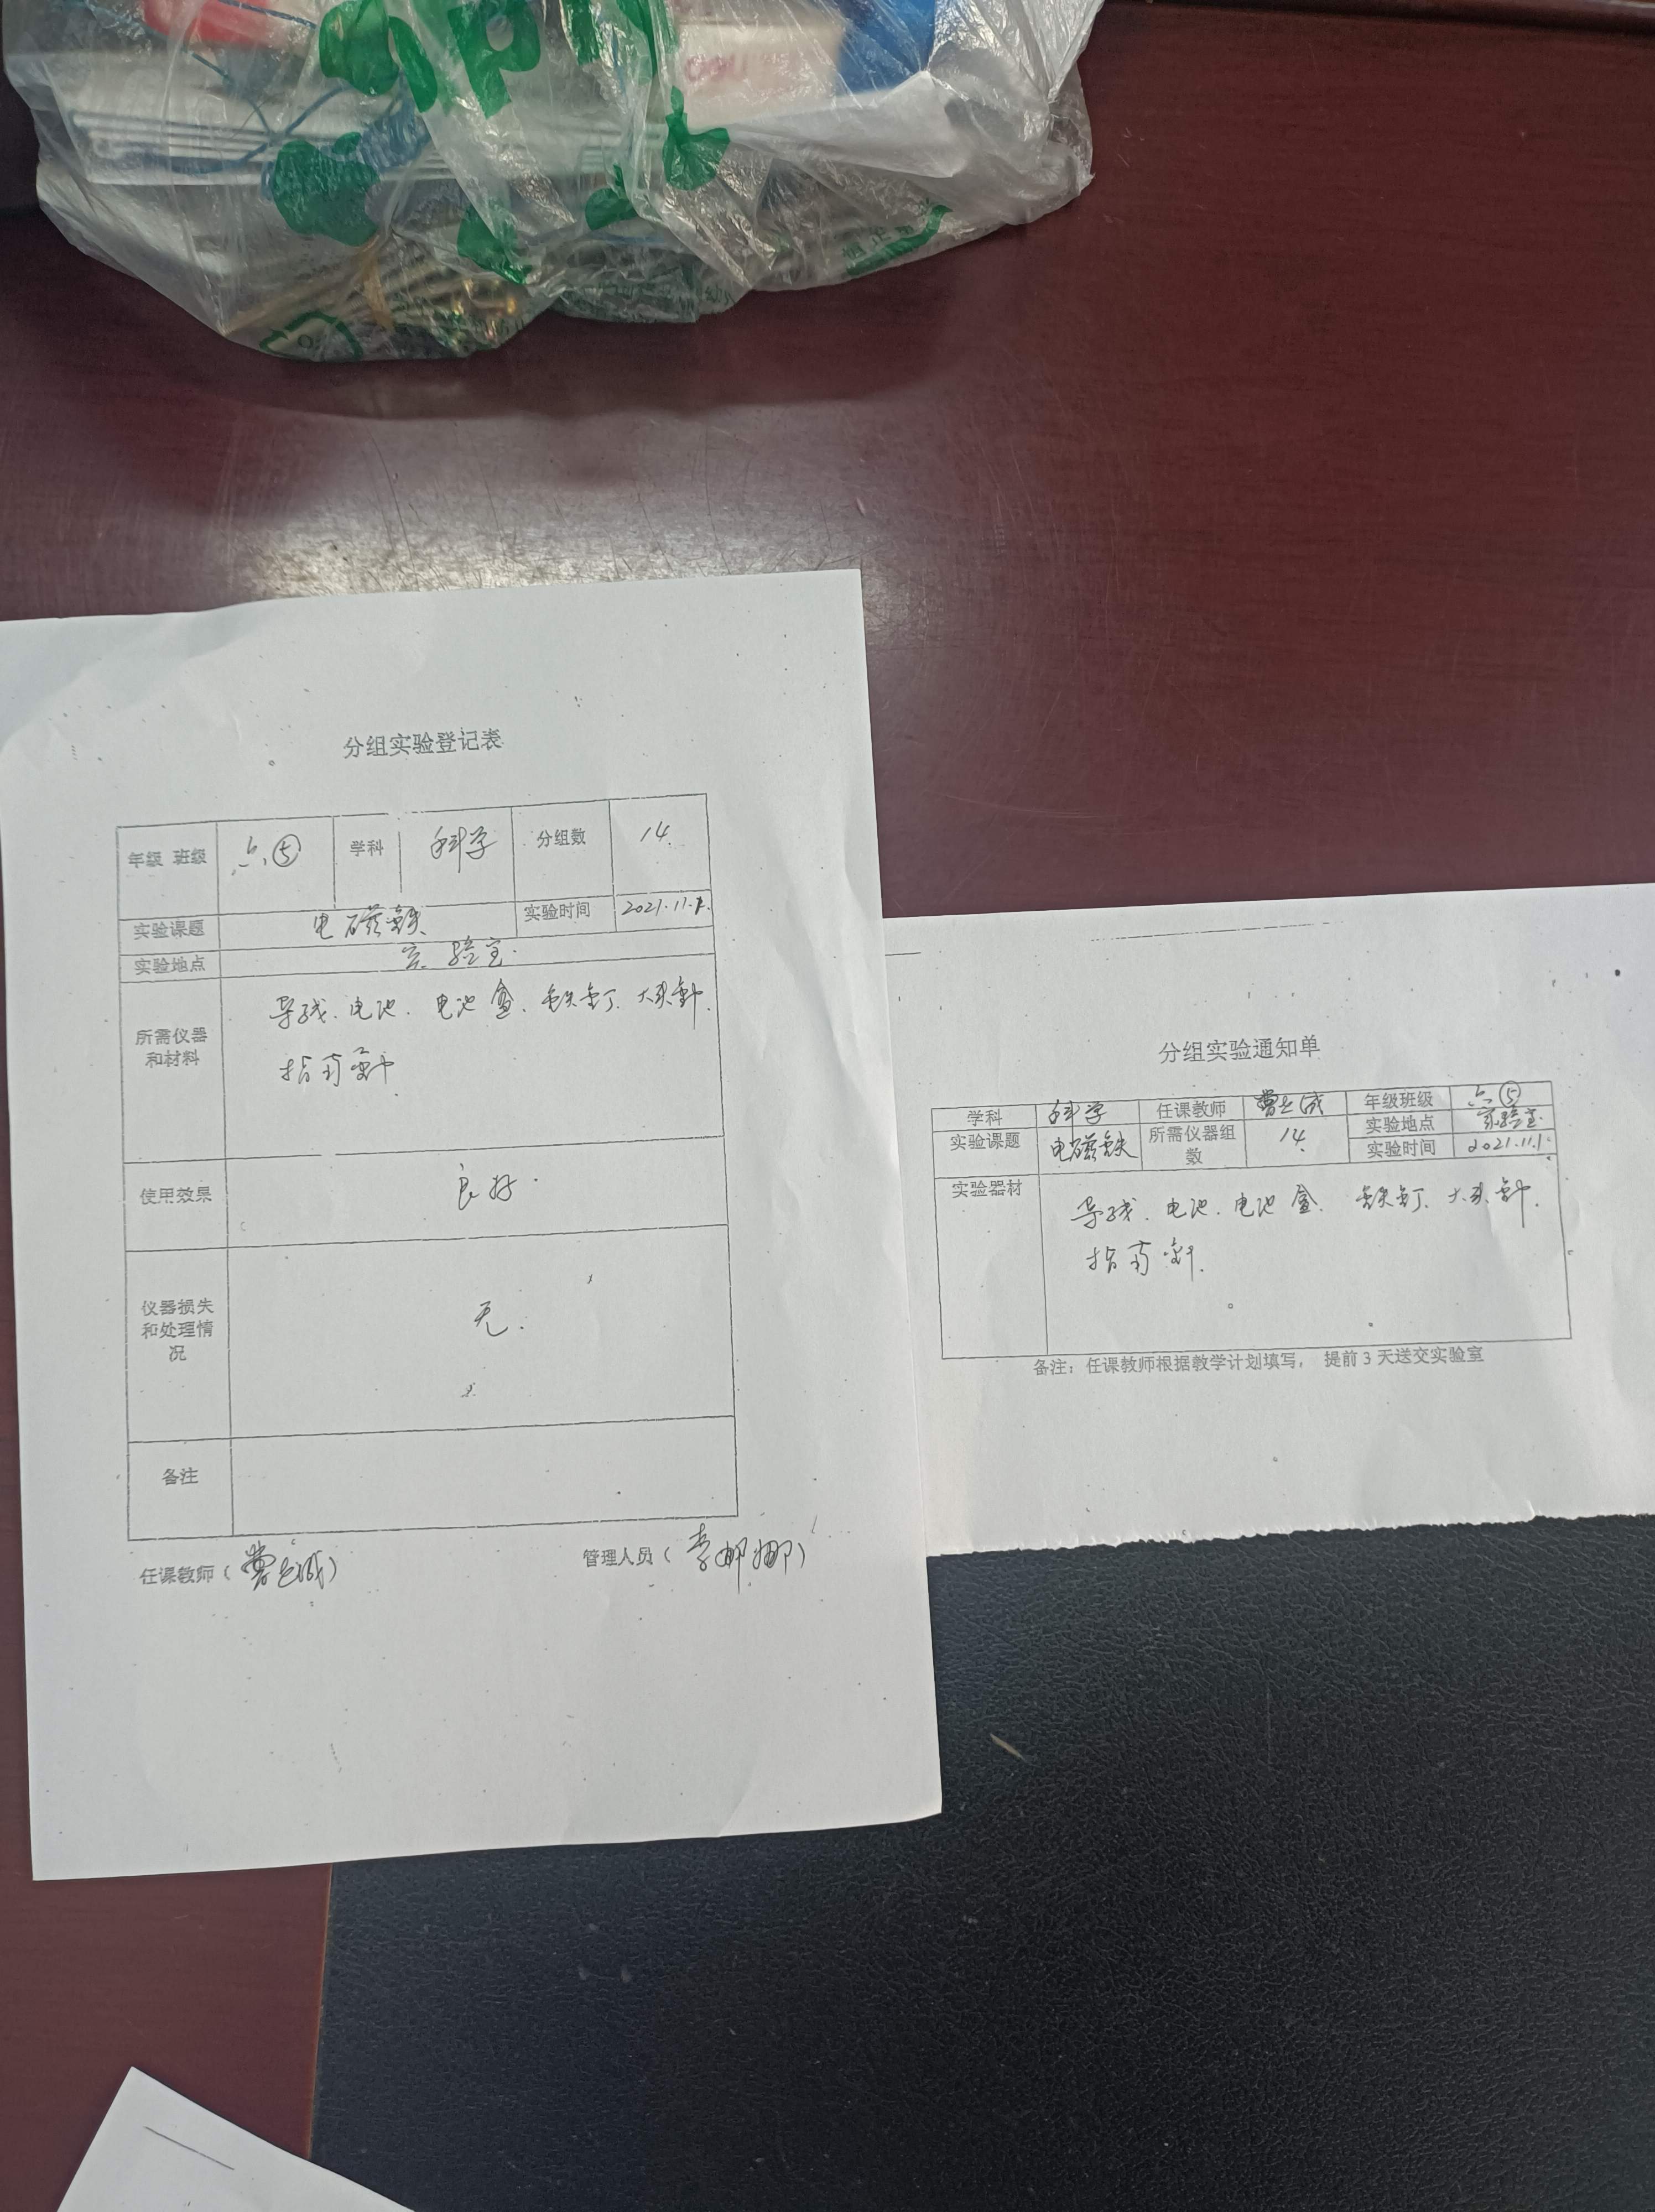 分组实验登记表
年级 班级 六⑤ 学科 科学 分组数 14
实验课题 电磁铁 实验时间 2021.11.1.
实验地点 实验室
所需仪器和材料 导线、电池、电池盒、铁钉、大头针、
指南针
使用效果 良好.
仪器损失和处理情况 无.
备注
任课教师（ ） 管理人员（李娜娜）
分组实验通知单
学科 科学 任课教师 年级班级 六⑤
实验课题 电磁铁 所需仪器组数 14 实验地点 实验室
实验时间 2021.11.1.
实验器材 导线、电池、电池盒、铁钉、大头针、
指南针.
备注：任课教师根据教学计划填写， 提前 3 天送交实验室